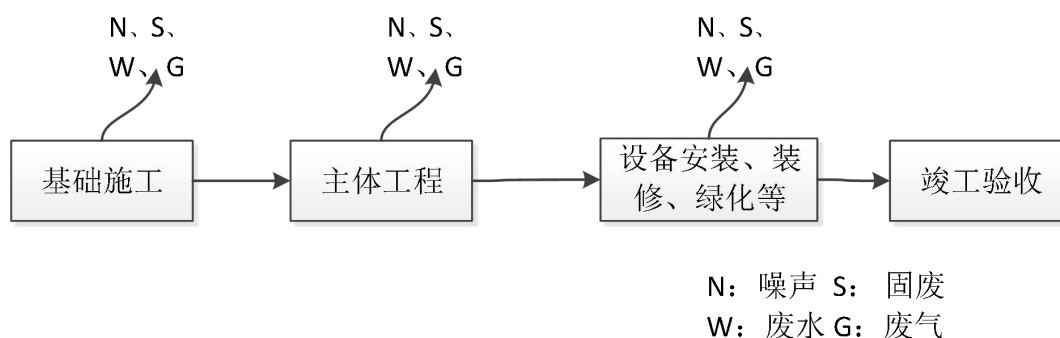 N、S、
W、G
N、S、
W、G
N、S、
W、G
基础施工
主体工程
设备安装、装
修、绿化等
竣工验收
N：噪声 S：固废
W：废水 G：废气